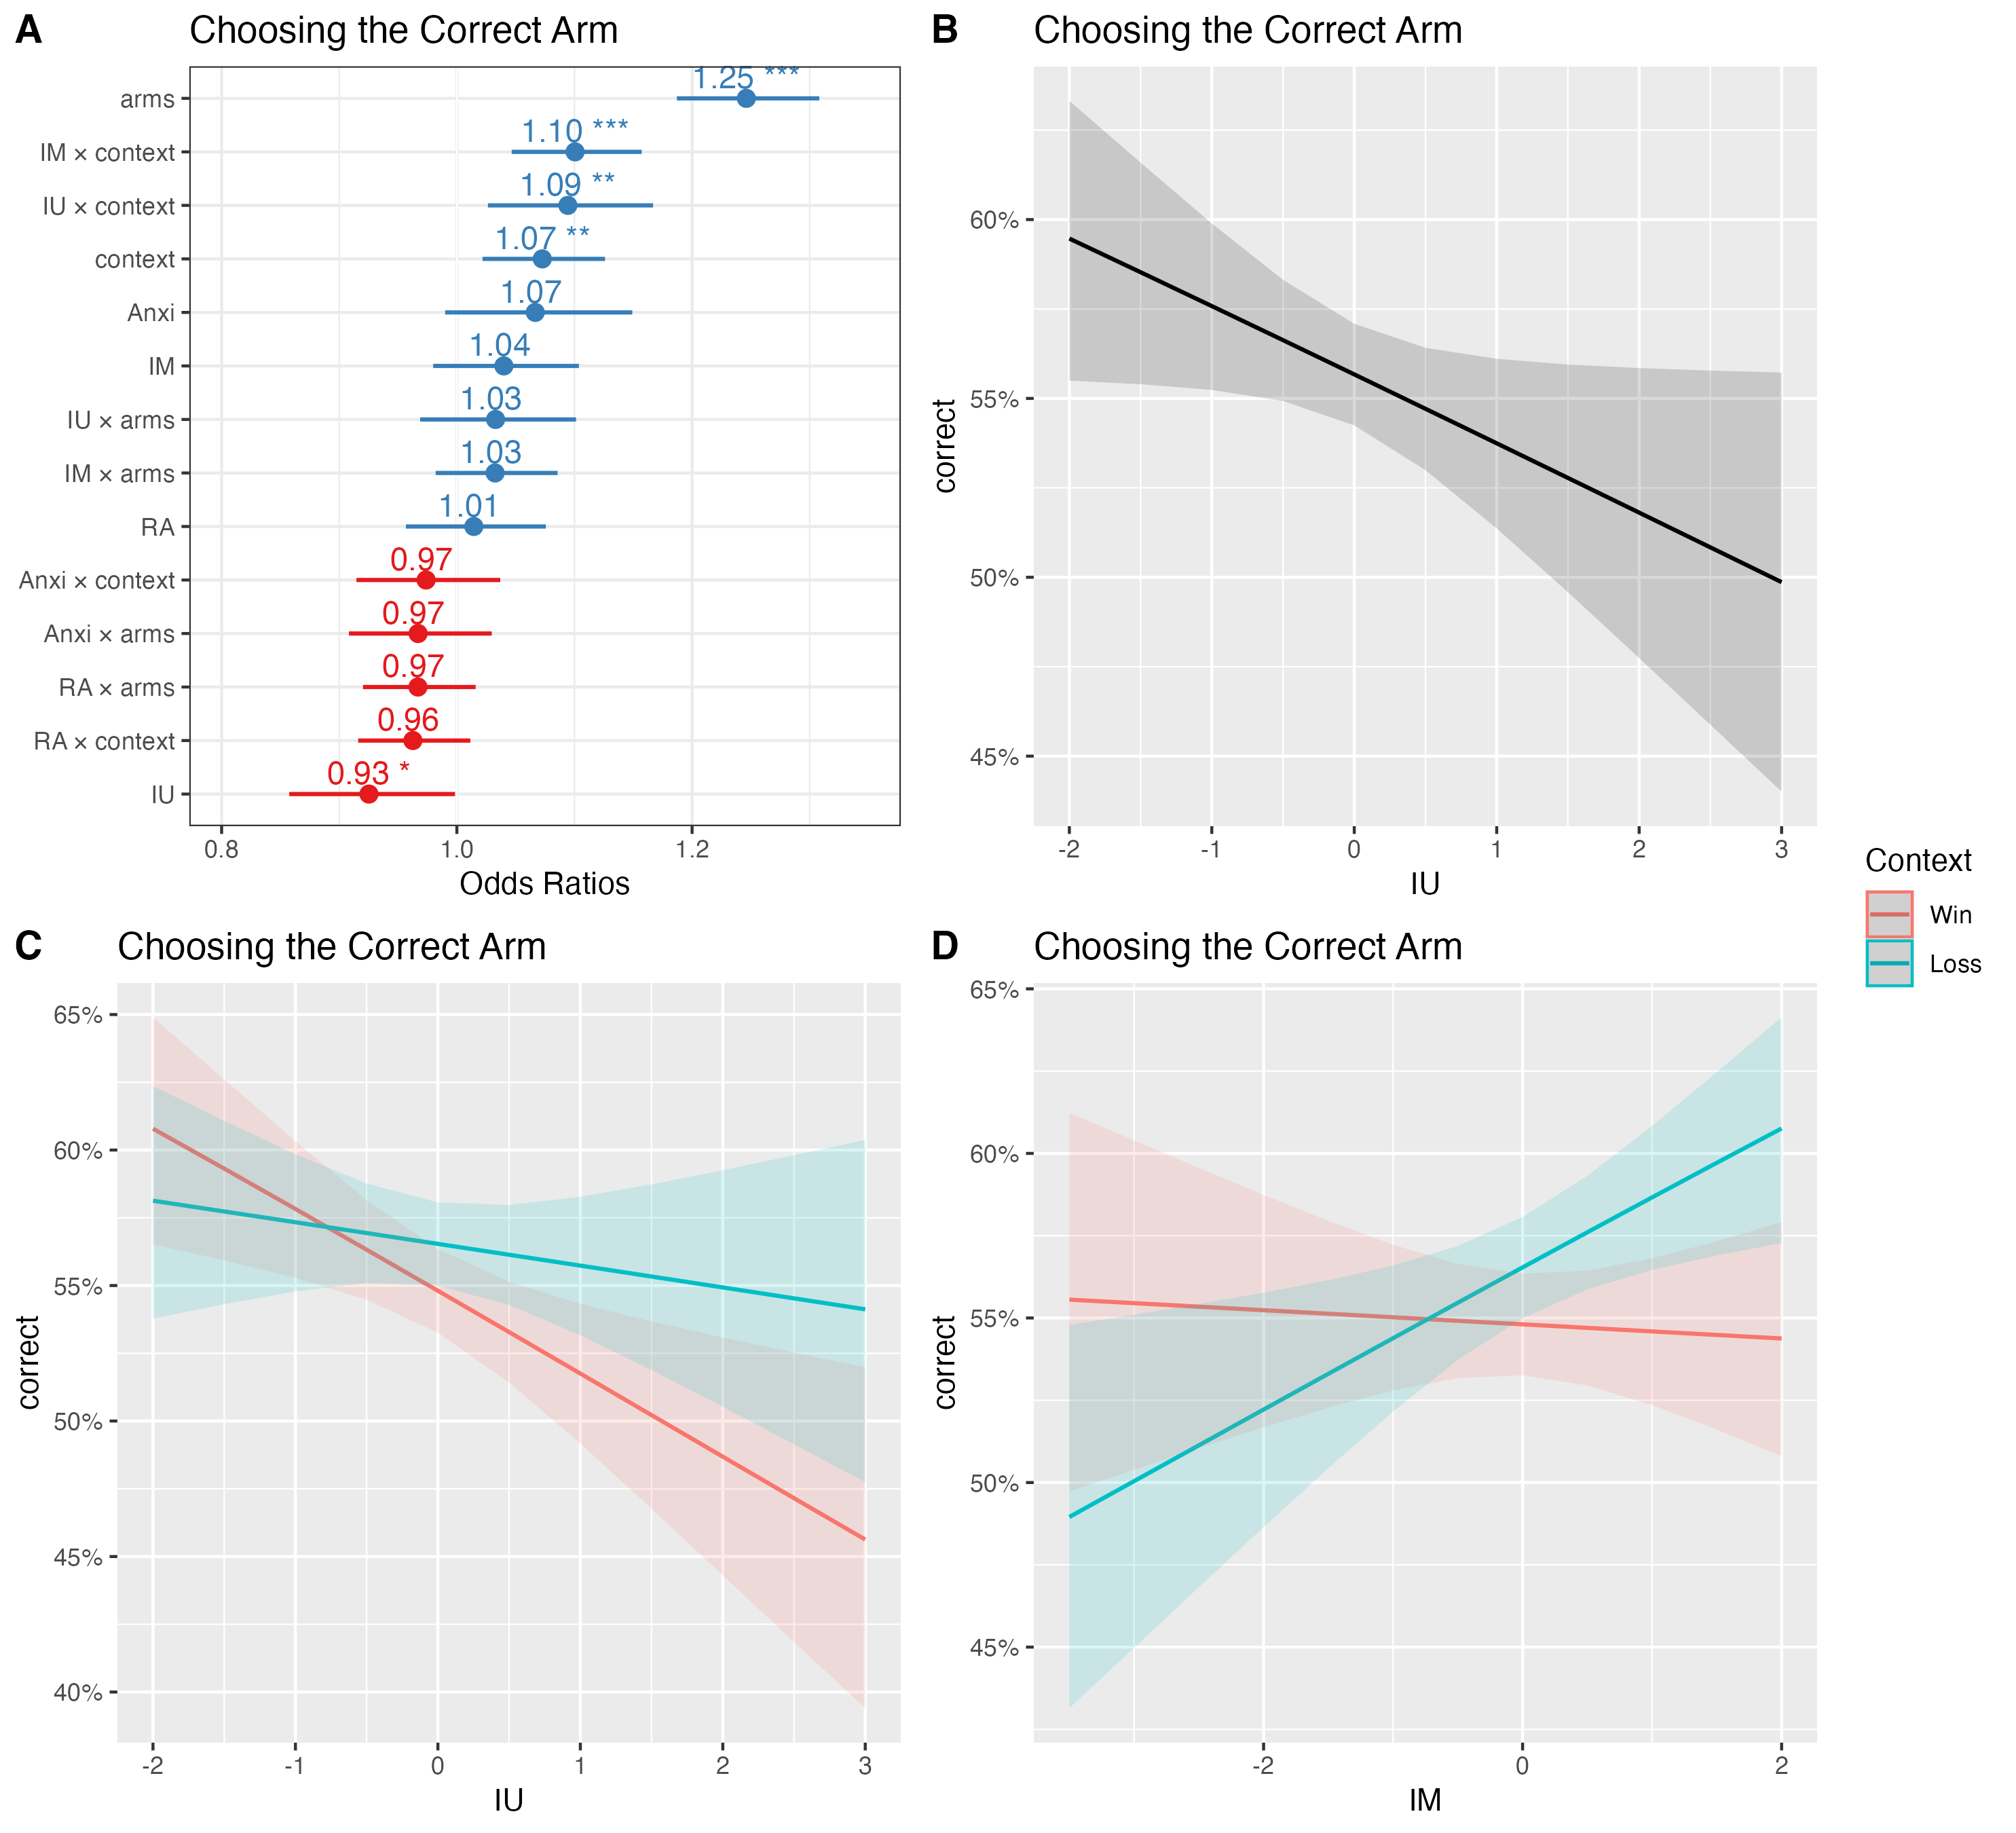 A
Choosing the Correct Arm
arms
1.25 ***
IM × context
1.10 ***
IU × context
1.09 **
context
1.07 **
Anxi
1.07
IM
1.04
IU × arms
1.03
IM × arms
1.03
RA
1.01
Anxi × context
0.97
Anxi × arms
0.97
RA × arms
0.97
RA × context
0.96
IU
0.93 *
0.8 1.0 1.2
Odds Ratios
B
Choosing the Correct Arm
correct
60%
55%
50%
45%
-2 -1 0 1 2 3
IU
Context
Win
Loss
C
Choosing the Correct Arm
correct
65%
60%
55%
50%
45%
40%
-2 -1 0 1 2 3
IU
D
Choosing the Correct Arm
correct
65%
60%
55%
50%
45%
-2 0 2
IM